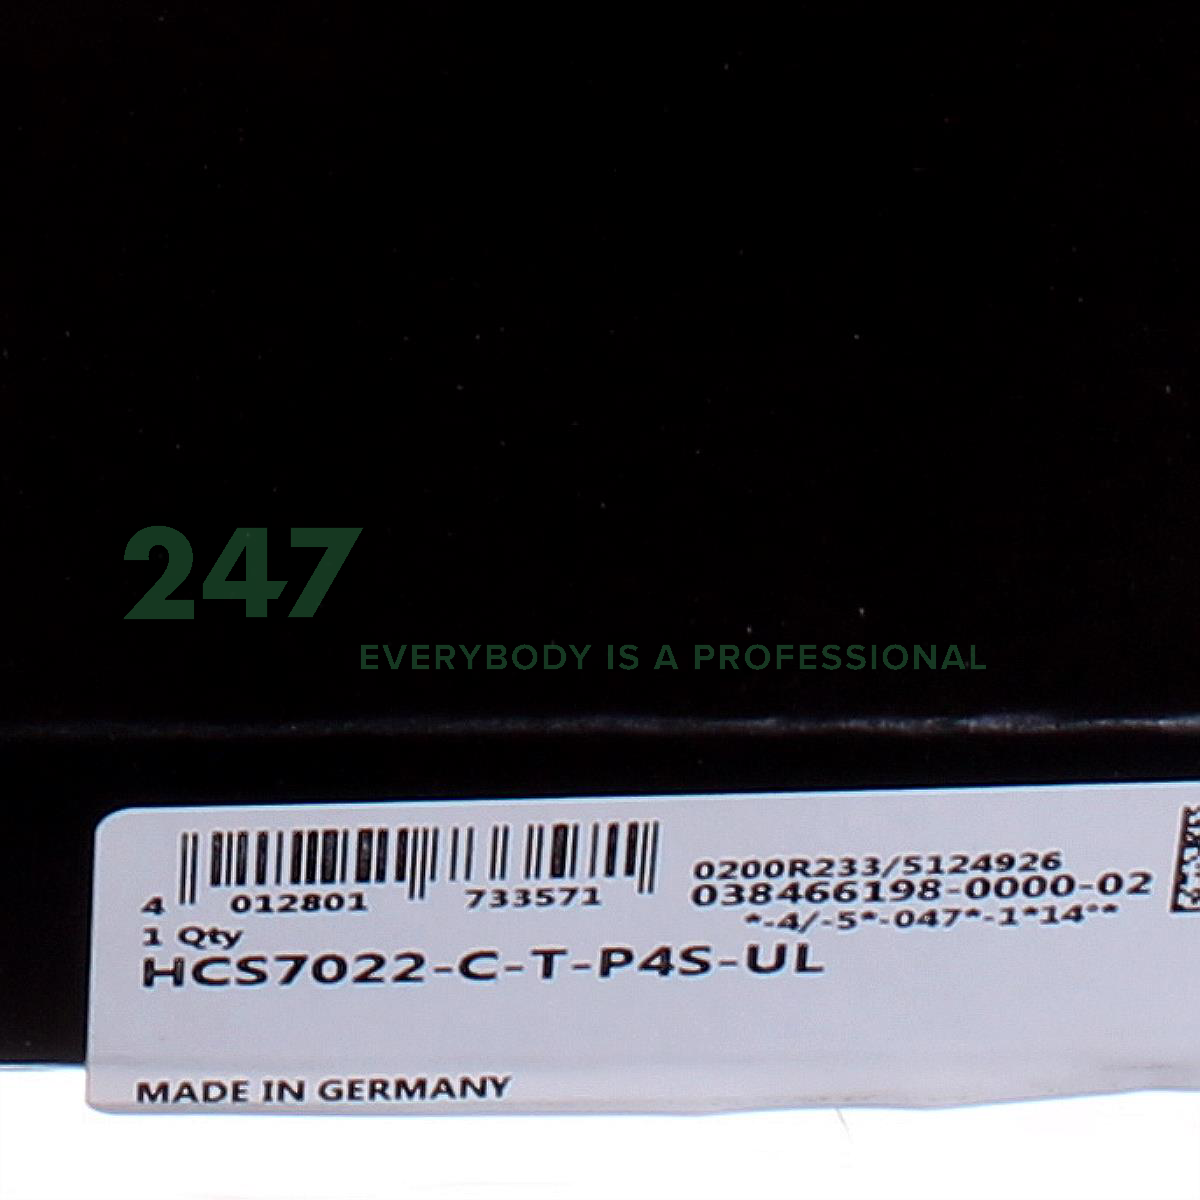 247
EVERYBODY IS A PROFESSIONAL
4 012801 733571
0200R233/5124926
038466198-0000-02
*-4/-5*-047*-1*14**
1 Qty
HCS7022-C-T-P4S-UL
MADE IN GERMANY